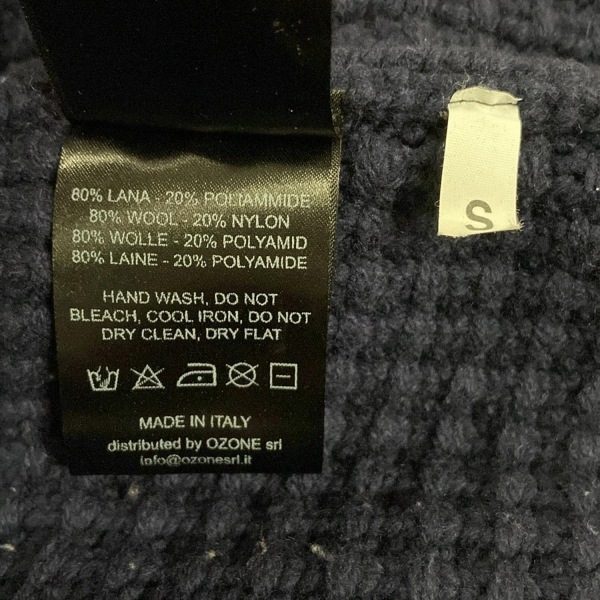 80% LANA - 20% POLIAMMIDE
80% WOOL - 20% NYLON
80% WOLLE - 20% POLYAMID
80% LAINE - 20% POLYAMIDE
HAND WASH, DO NOT
BLEACH, COOL IRON, DO NOT
DRY CLEAN, DRY FLAT
MADE IN ITALY
distributed by OZONE srl
info@ozonesrl.it
S